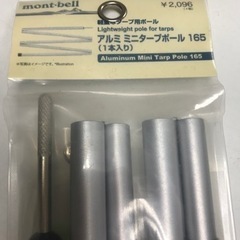 mont-bell
¥2,096
軽量タープ用ポール
Lightweight pole for tarps
アルミ ミニタープポール 165
(1本入り)
Aluminum Mini Tarp Pole 165